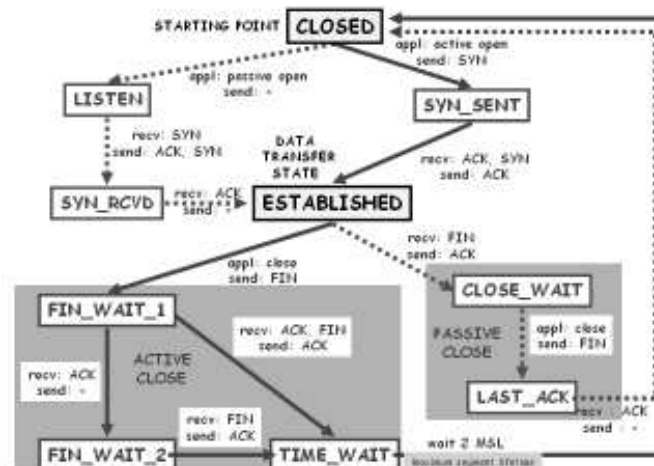 STARTING POINT
CLOSED
appl: active open
send: SYN
appl: passive open
send: -
LISTEN
SYN_SENT
recv: SYN
send: ACK, SYN
DATA
TRANSFER
STATE
recv: ACK, SYN
send: ACK
SYN_RCVD
recv: ACK
send: -
ESTABLISHED
recv: FIN
send: ACK
appl: close
send: FIN
CLOSE_WAIT
FIN_WAIT_1
recv: ACK, FIN
send: ACK
PASSIVE
CLOSE
appl: close
send: FIN
ACTIVE
CLOSE
recv: ACK
send: -
LAST_ACK
recv: ACK
send: -
recv: FIN
send: ACK
FIN_WAIT_2
TIME_WAIT
wait 2 MSL
Maximum Segment Lifetime